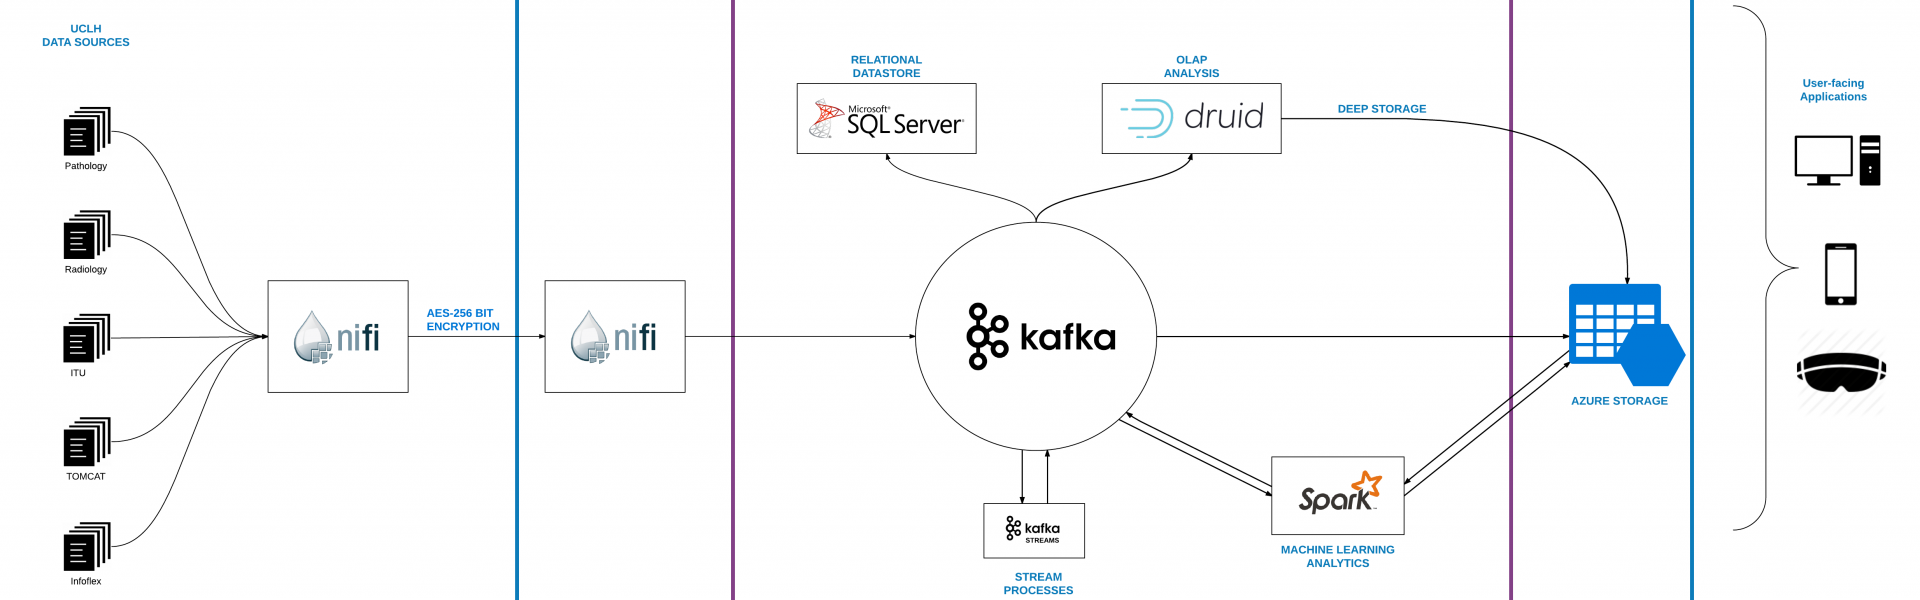 UCLH
DATA SOURCES
Pathology
Radiology
ITU
TOMCAT
Infoflex
nifi
AES-256 BIT
ENCRYPTION
nifi
RELATIONAL
DATASTORE
Microsoft®
SQL Server®
OLAP
ANALYSIS
druid
DEEP STORAGE
kafka
kafka
STREAMS
STREAM
PROCESSES
Spark™
MACHINE LEARNING
ANALYTICS
AZURE STORAGE
User-facing
Applications